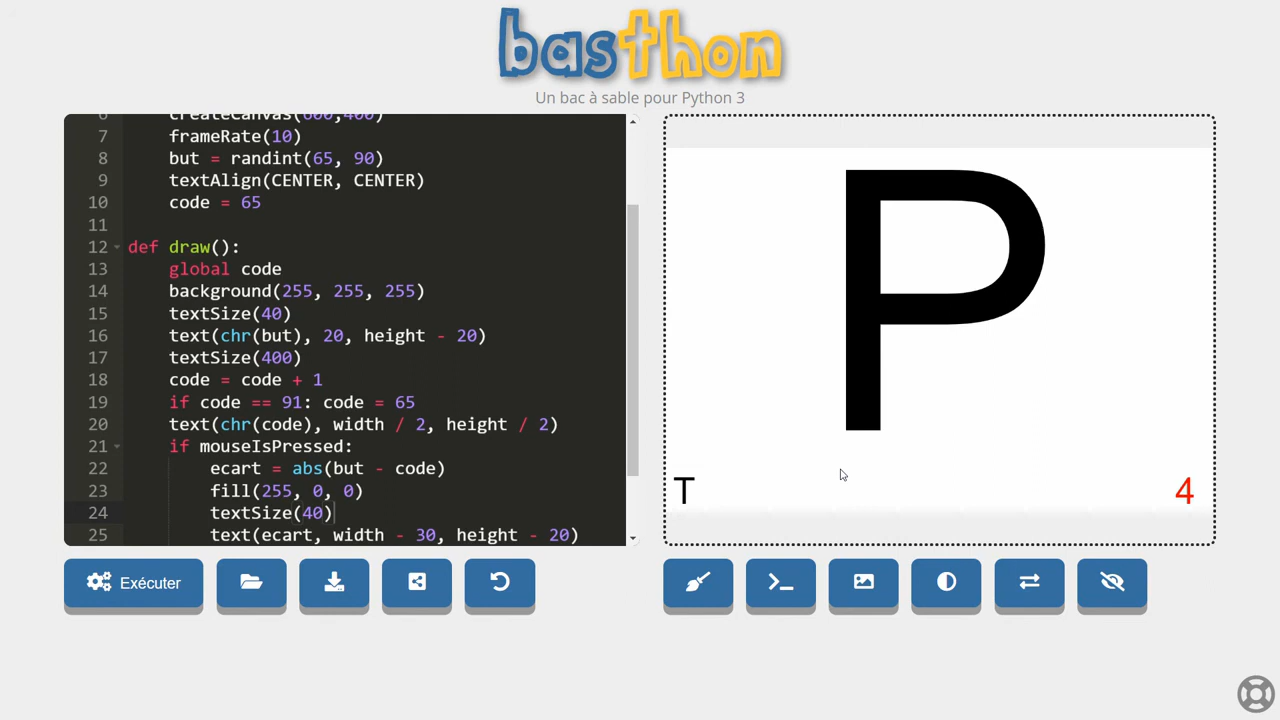 basthon
Un bac à sable pour Python 3
6 createCanvas(600,400)
7 frameRate(10)
8 but = randint(65, 90)
9 textAlign(CENTER, CENTER)
10 code = 65
11
12 def draw():
13 global code
14 background(255, 255, 255)
15 textSize(40)
16 text(chr(but), 20, height - 20)
17 textSize(400)
18 code = code + 1
19 if code == 91: code = 65
20 text(chr(code), width / 2, height / 2)
21 if mouseIsPressed:
22 ecart = abs(but - code)
23 fill(255, 0, 0)
24 textSize(40)
25 text(ecart, width - 30, height - 20)
P
T 4
Exécuter